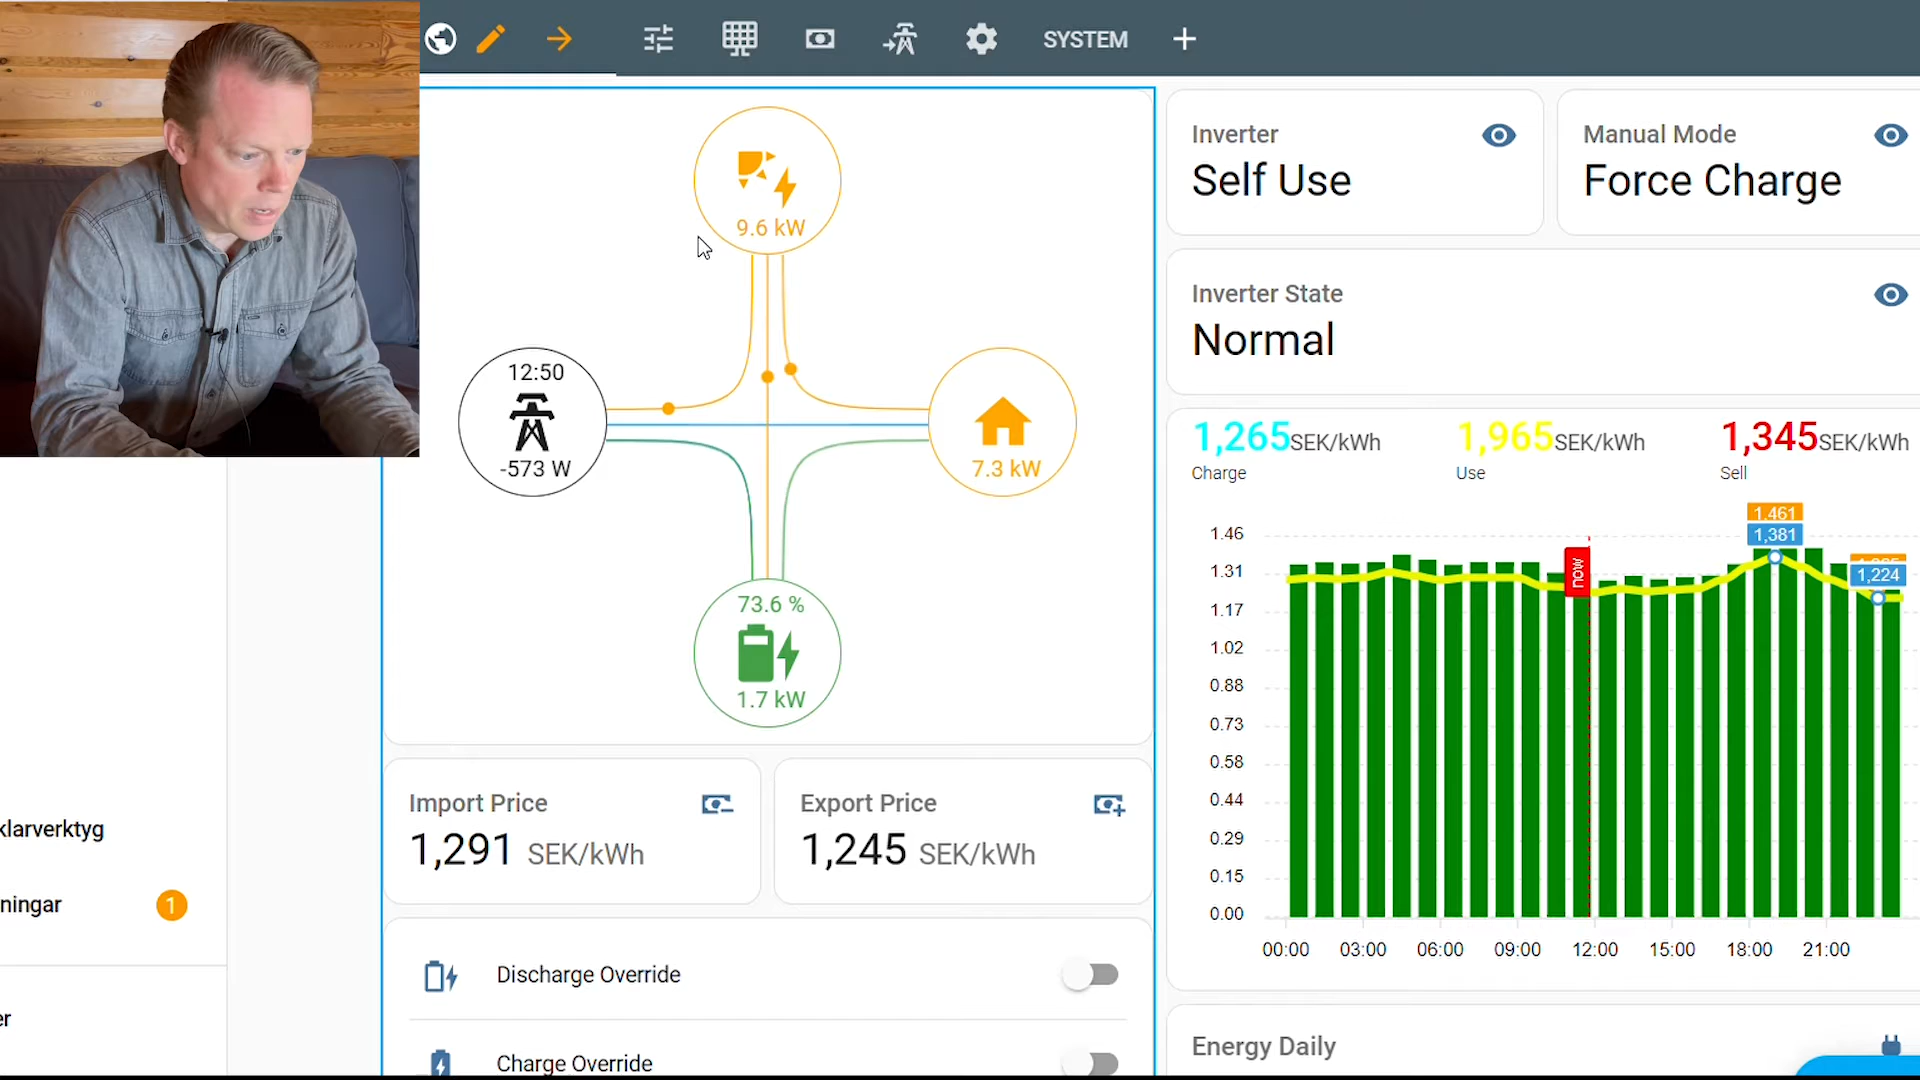 SYSTEM
9.6 kW
12:50
-573 W
7.3 kW
73.6 %
1.7 kW
Import Price
1,291 SEK/kWh
Export Price
1,245 SEK/kWh
Discharge Override
Charge Override
klarverktyg
ningar
1
er
Inverter
Self Use
Manual Mode
Force Charge
Inverter State
Normal
1,265SEK/kWh
Charge
1,965SEK/kWh
Use
1,345SEK/kWh
Sell
1.461
1,381
1,224
now
1.46
1.31
1.17
1.02
0.88
0.73
0.58
0.44
0.29
0.15
0.00
00:00 03:00 06:00 09:00 12:00 15:00 18:00 21:00
Energy Daily